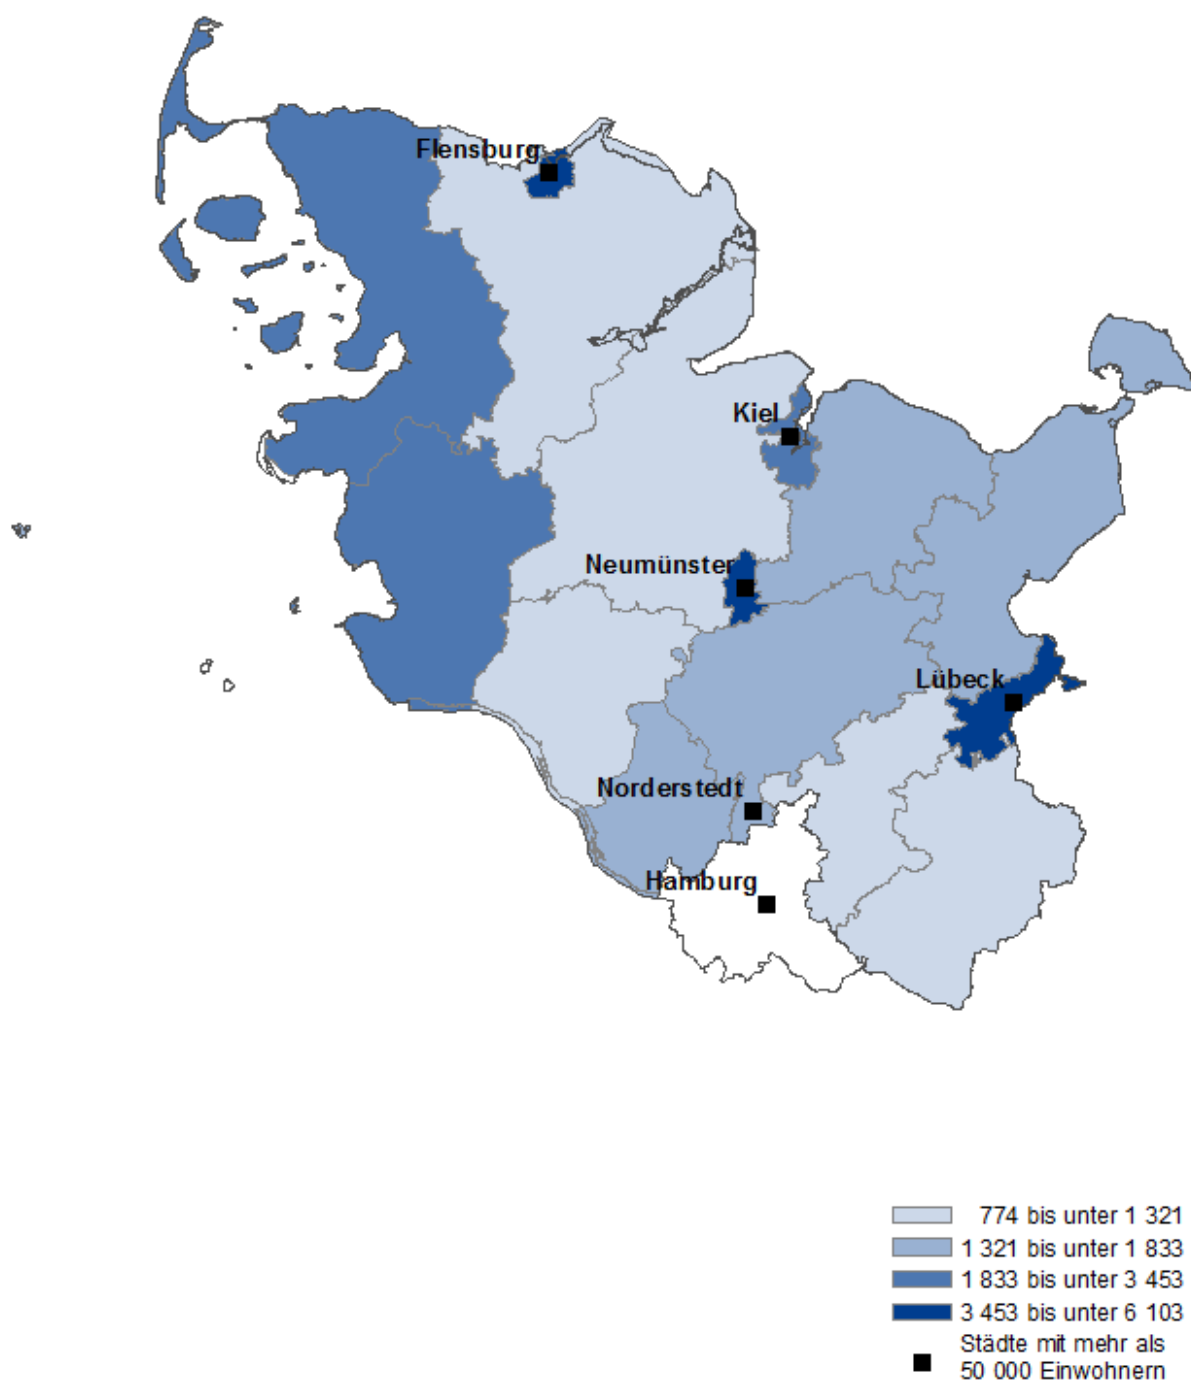 Flensburg
Kiel
Neumünster
Lübeck
Norderstedt
Hamburg
774 bis unter 1 321
1 321 bis unter 1 833
1 833 bis unter 3 453
3 453 bis unter 6 103
Städte mit mehr als
50 000 Einwohnern